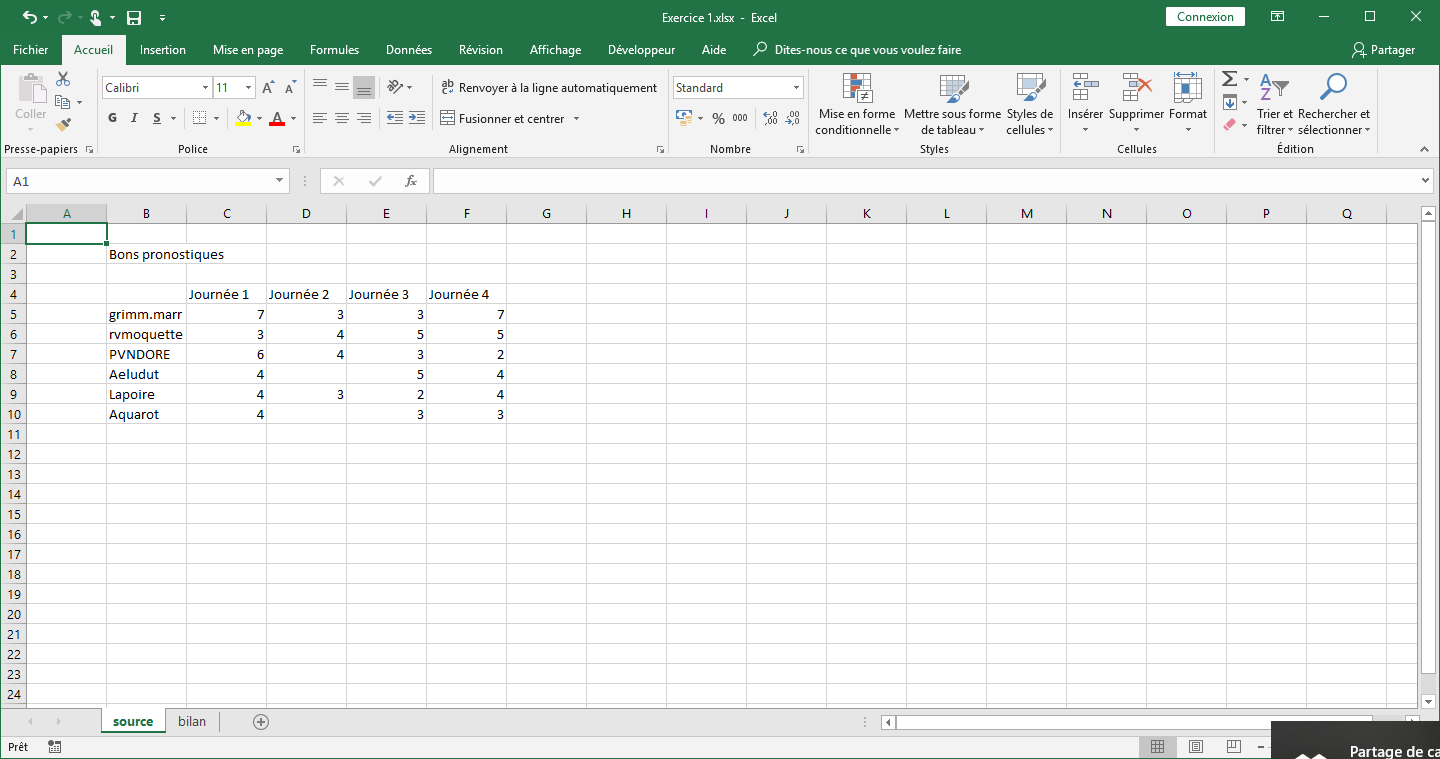 Exercice 1.xlsx - Excel
Connexion
Fichier Accueil Insertion Mise en page Formules Données Révision Affichage Développeur Aide Dites-nous ce que vous voulez faire Partager
Coller
Calibri 11
Renvoyer à la ligne automatiquement
Standard
G I S
Fusionner et centrer
% 000
Mise en forme conditionnelle
Mettre sous forme de tableau
Styles de cellules
Insérer Supprimer Format
Trier et filtrer
Rechercher et sélectionner
Presse-papiers Police Alignement Nombre Styles Cellules Édition
A1 fx
A B C D E F G H I J K L M N O P Q
1
2 Bons pronostiques
3
4 Journée 1 Journée 2 Journée 3 Journée 4
5 grimm.marr 7 3 3 7
6 rvmoquette 3 4 5 5
7 PVNDORE 6 4 3 2
8 Aeludut 4 5 4
9 Lapoire 4 3 2 4
10 Aquarot 4 3 3
11
12
13
14
15
16
17
18
19
20
21
22
23
24
source bilan
Prêt
Partage de ca